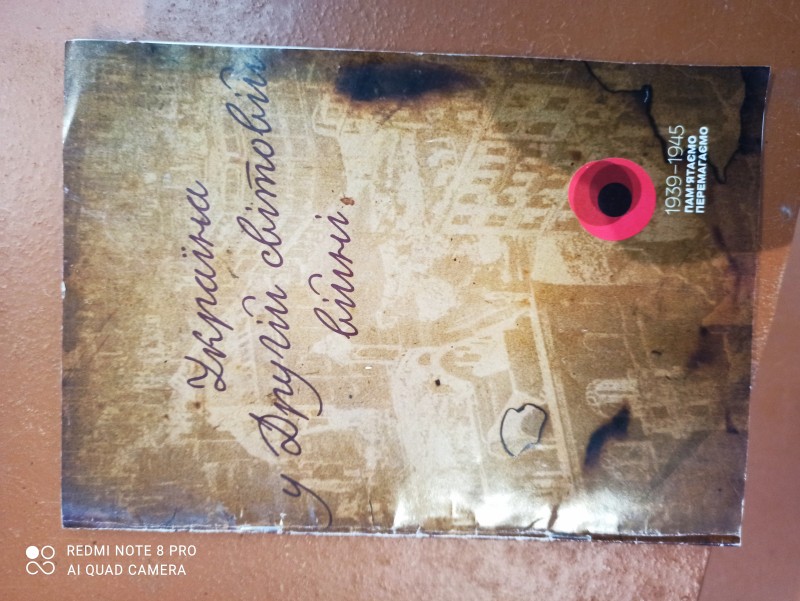 Україна
у Другій світовій
війні.
1939–1945
ПАМ'ЯТАЄМО
ПЕРЕМАГАЄМО
REDMI NOTE 8 PRO
AI QUAD CAMERA